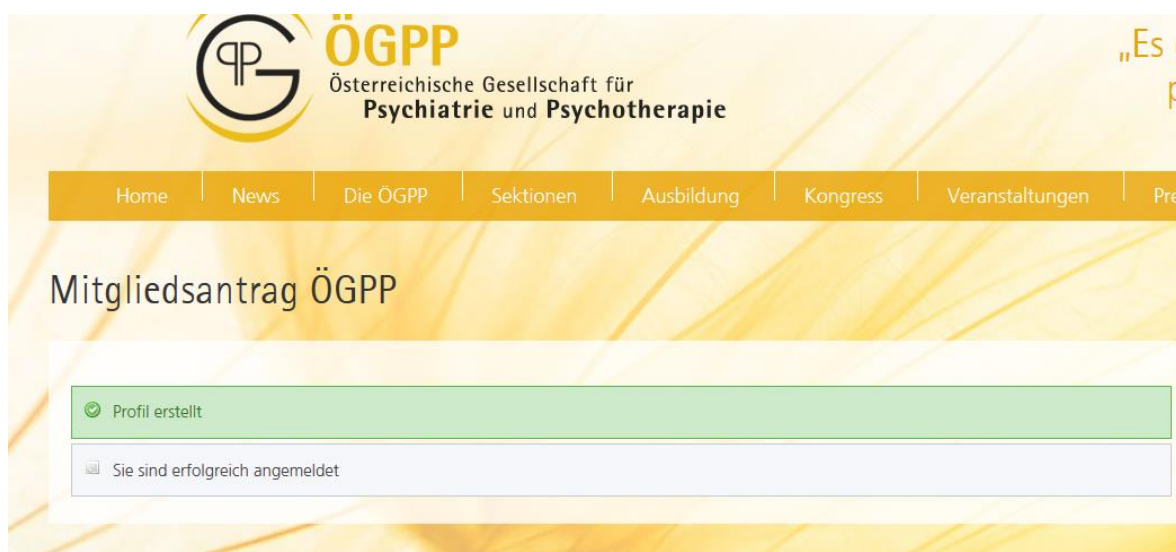 ÖGPP
Österreichische Gesellschaft für
Psychiatrie und Psychotherapie
„Es
Home News Die ÖGPP Sektionen Ausbildung Kongress Veranstaltungen
Mitgliedsantrag ÖGPP
Profil erstellt
Sie sind erfolgreich angemeldet